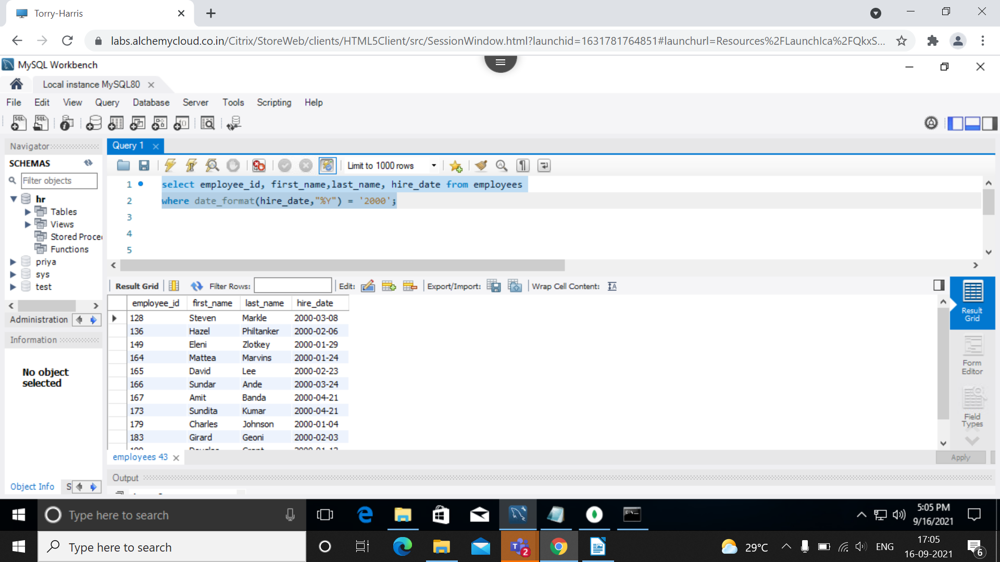 Torry-Harris
labs.alchemycloud.co.in/Citrix/StoreWeb/clients/HTML5Client/src/SessionWindow.html?launchid=1631781764851#launchurl=Resources%2FLaunchIca%2FQkxS...
MySQL Workbench
Local instance MySQL80
File Edit View Query Database Server Tools Scripting Help
Navigator
SCHEMAS
Filter objects
hr
Tables
Views
Stored Proce
Functions
priya
sys
test
Administration
Information
No object
selected
Object Info S
Query 1
Limit to 1000 rows
1 select employee_id, first_name,last_name, hire_date from employees
2 where date_format(hire_date,"%Y") = '2000';
3
4
5
Result Grid Filter Rows: Edit: Export/Import: Wrap Cell Content:
employee_id first_name last_name hire_date
128 Steven Markle 2000-03-08
136 Hazel Philtanker 2000-02-06
149 Eleni Zlotkey 2000-01-29
164 Mattea Marvins 2000-01-24
165 David Lee 2000-02-23
166 Sundar Ande 2000-03-24
167 Amit Banda 2000-04-21
173 Sundita Kumar 2000-04-21
179 Charles Johnson 2000-01-04
183 Girard Geoni 2000-02-03
Result
Grid
Form
Editor
Field
Types
employees 43
Apply
Output
Type here to search
5:05 PM
9/16/2021
Type here to search
2
29°C
ENG
17:05
16-09-2021
6